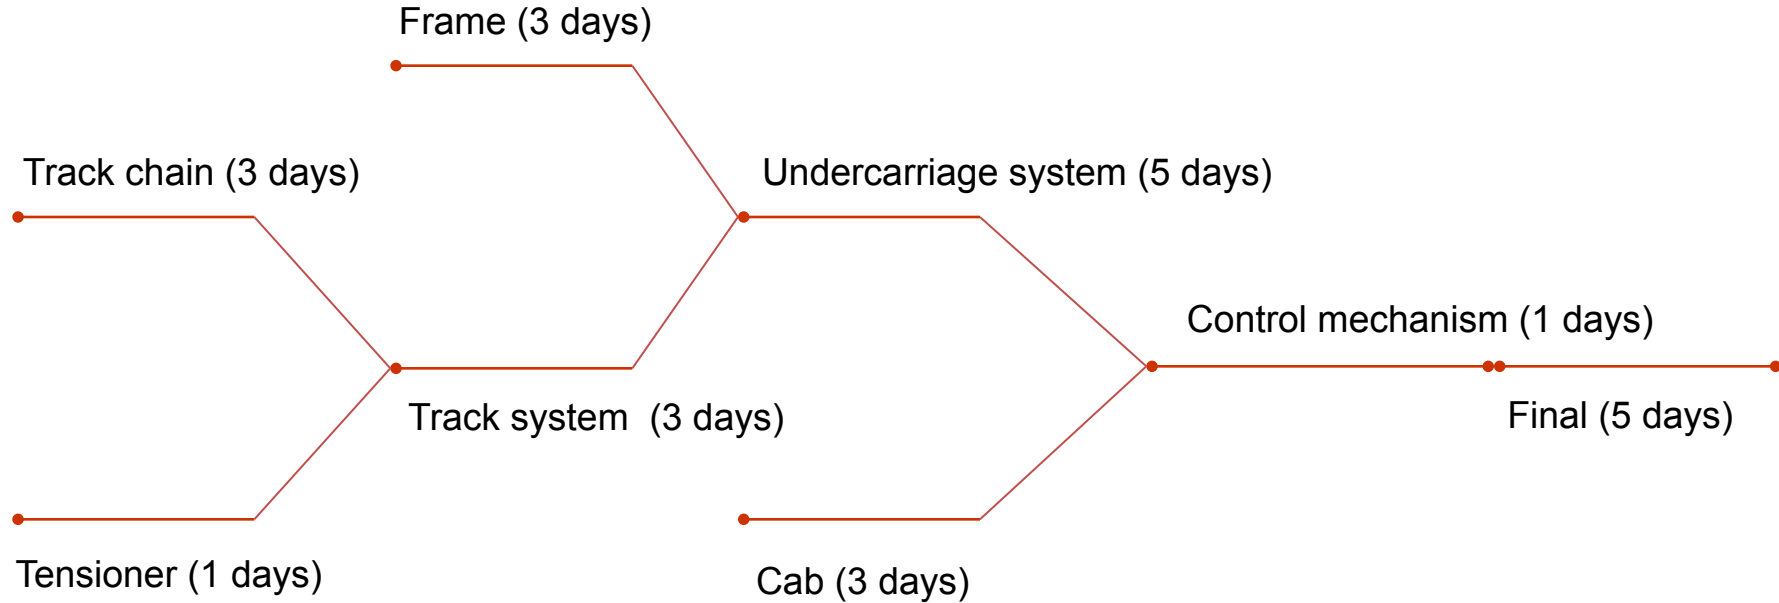 Frame (3 days)
Track chain (3 days)
Undercarriage system (5 days)
Control mechanism (1 days)
Track system  (3 days)
Final (5 days)
Tensioner (1 days)
Cab (3 days)